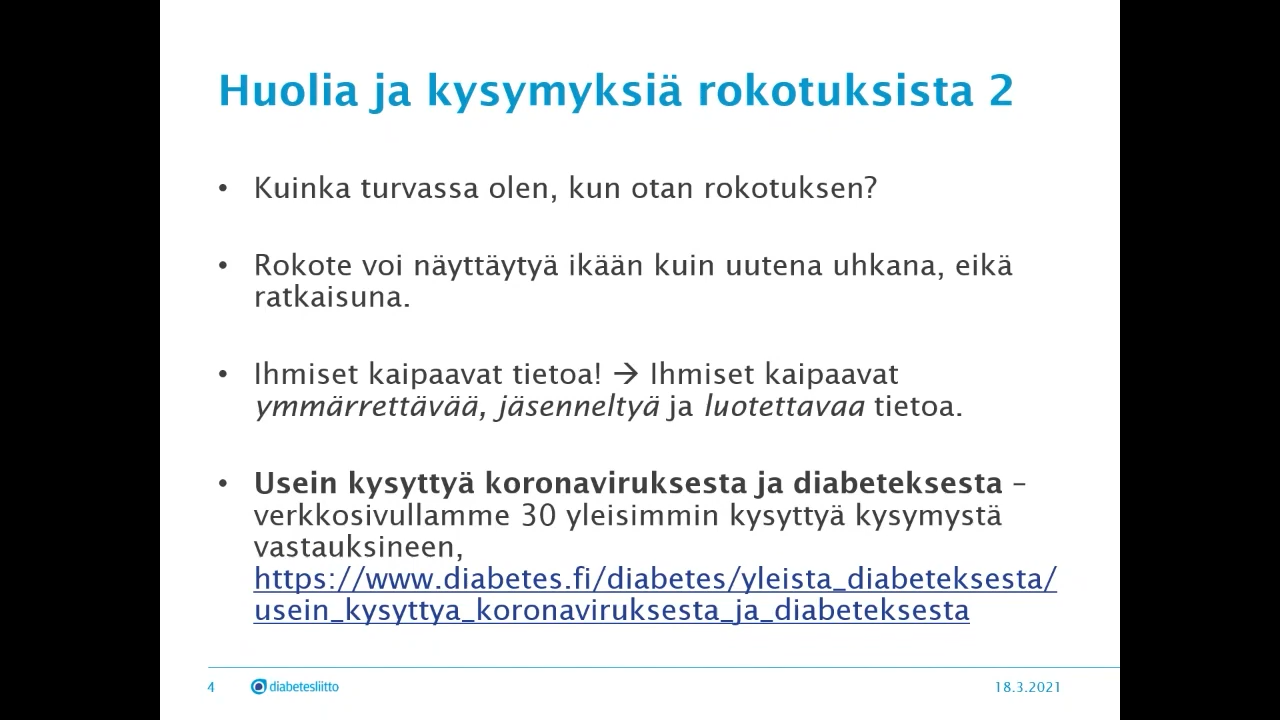 Huolia ja kysymyksiä rokotuksista 2
• Kuinka turvassa olen, kun otan rokotuksen?
• Rokote voi näyttäytyä ikään kuin uutena uhkana, eikä
ratkaisuna.
• Ihmiset kaipaavat tietoa! → Ihmiset kaipaavat
ymmärrettävää, jäsenneltyä ja luotettavaa tietoa.
• Usein kysyttyä koronaviruksesta ja diabeteksesta –
verkkosivullamme 30 yleisimmin kysyttyä kysymystä
vastauksineen,
https://www.diabetes.fi/diabetes/yleista_diabeteksesta/
usein_kysyttya_koronaviruksesta_ja_diabeteksesta
4 diabetesliitto 18.3.2021